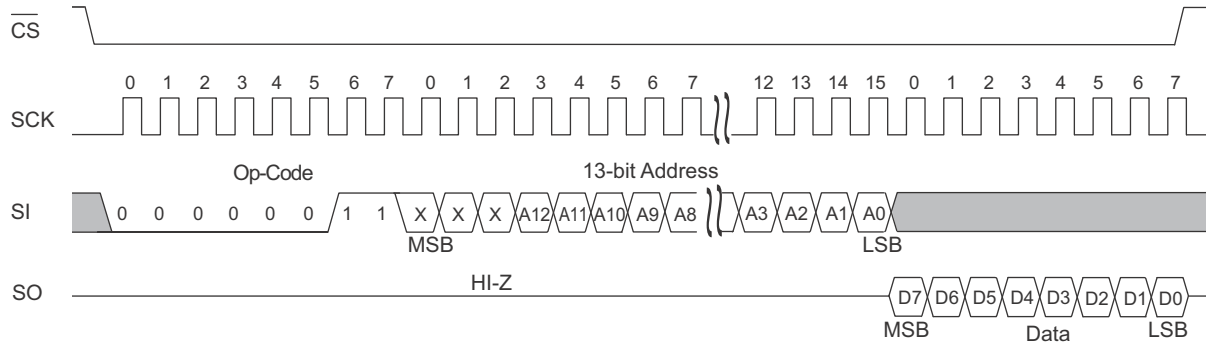 CS
0 1 2 3 4 5 6 7 0 1 2 3 4 5 6 7 12 13 14 15 0 1 2 3 4 5 6 7
SCK
Op-Code 13-bit Address
SI 0 0 0 0 0 0 1 1 X X X A12 A11 A10 A9 A8 A3 A2 A1 A0
MSB LSB
HI-Z
SO D7 D6 D5 D4 D3 D2 D1 D0
MSB Data LSB